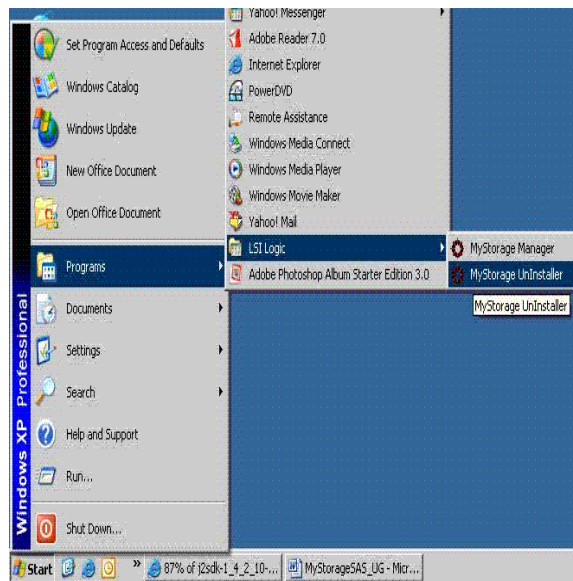 Set Program Access and Defaults
Windows Catalog
Windows Update
New Office Document
Open Office Document
Programs
Documents
Settings
Search
Help and Support
Run...
Shut Down...
Windows XP Professional
Yahoo! Messenger
Adobe Reader 7.0
Internet Explorer
PowerDVD
Remote Assistance
Windows Media Connect
Windows Media Player
Windows Movie Maker
Yahoo! Mail
LSI Logic
Adobe Photoshop Album Starter Edition 3.0
MyStorage Manager
MyStorage UnInstaller
MyStorage UnInstaller
Start
»
87% of j2sdk-1_4_2_10-...
MyStorageSAS_UG - Micr...